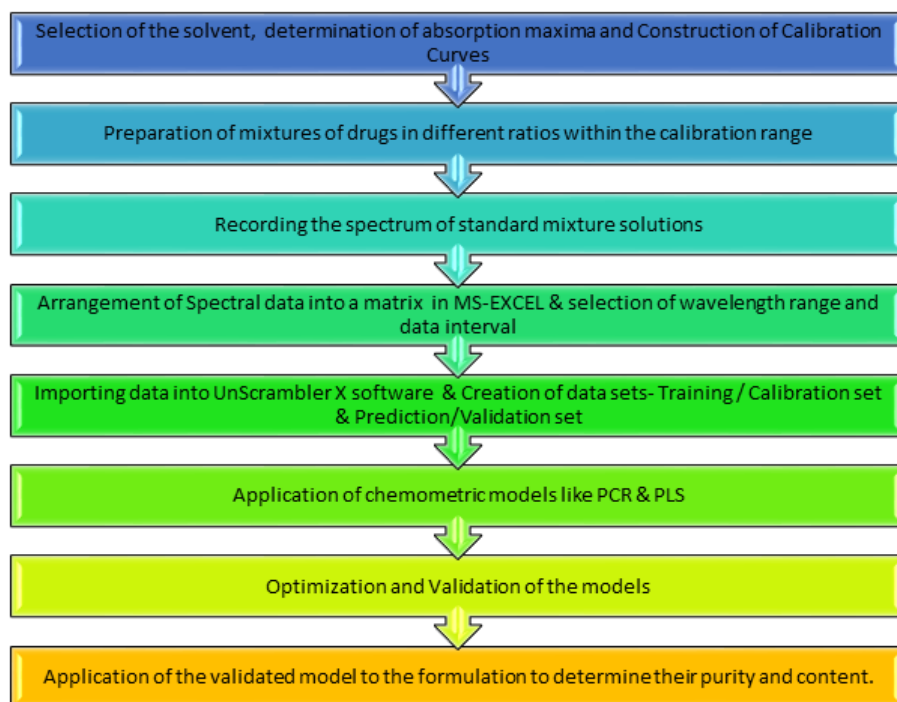 Selection of the solvent, determination of absorption maxima and Construction of Calibration
Curves
Preparation of mixtures of drugs in different ratios within the calibration range
Recording the spectrum of standard mixture solutions
Arrangement of Spectral data into a matrix in MS-EXCEL & selection of wavelength range and
data interval
Importing data into UnScrambler X software & Creation of data sets- Training / Calibration set
& Prediction/Validation set
Application of chemometric models like PCR & PLS
Optimization and Validation of the models
Application of the validated model to the formulation to determine their purity and content.